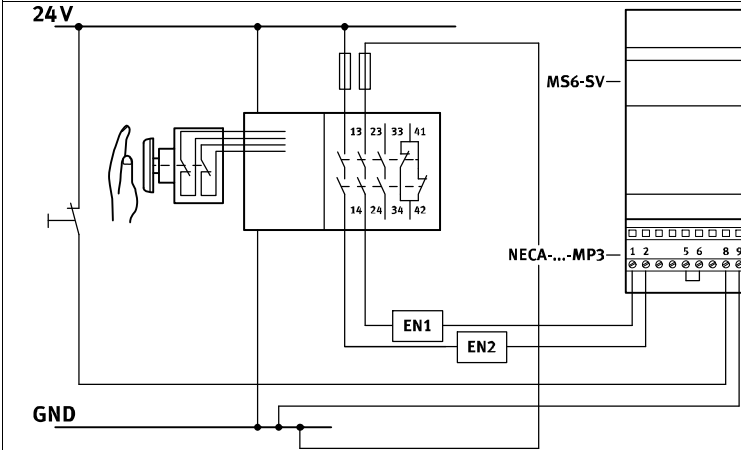 24V
MS6-SV
13 23 33 41
14 24 34 42
NECA-...-MP3
1 2 5 6 8 9
EN1
EN2
GND